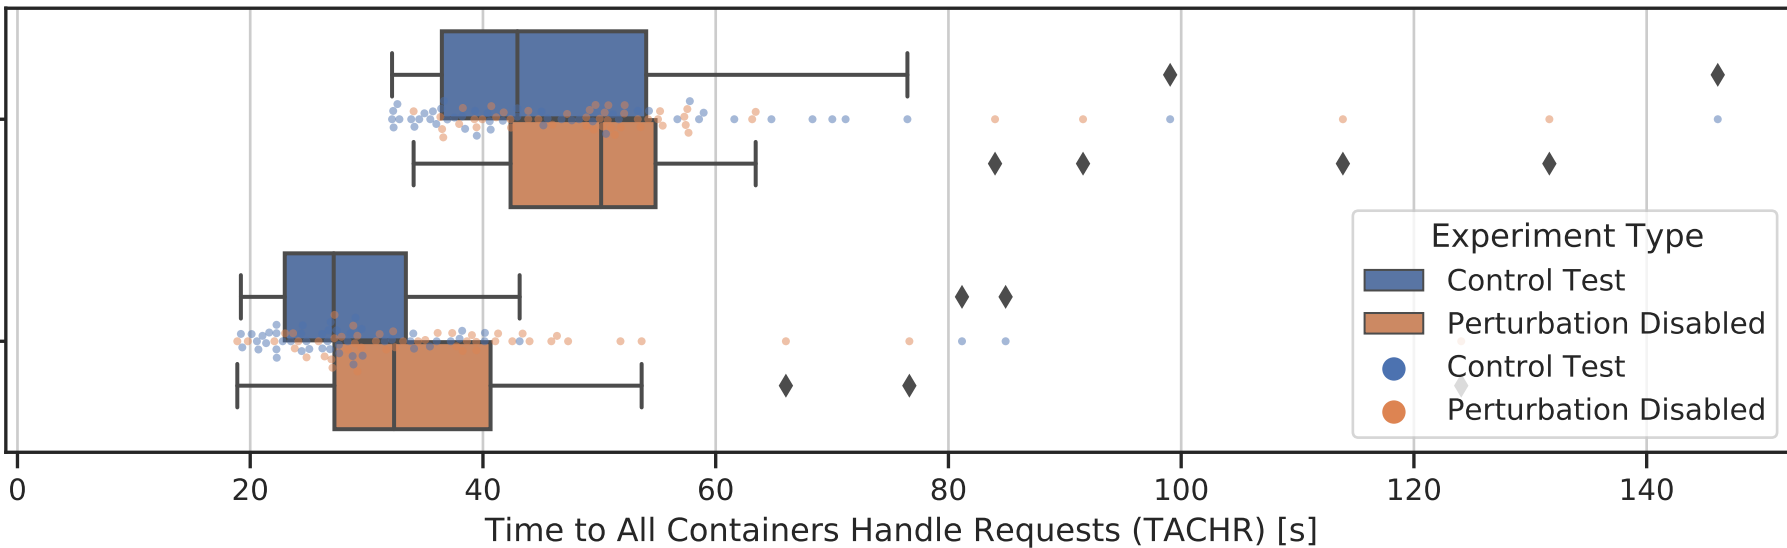 Experiment Type
Control Test
Perturbation Disabled
Control Test
Perturbation Disabled
0 20 40 60 80 100 120 140
Time to All Containers Handle Requests (TACHR) [s]